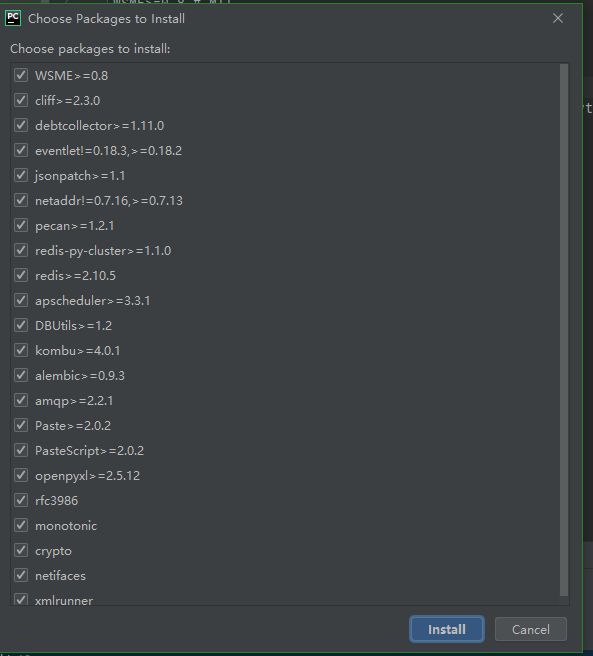 WSME>=0.8 # MIT
PC Choose Packages to Install
Choose packages to install:
WSME>=0.8
cliff>=2.3.0
debtcollector>=1.11.0
eventlet!=0.18.3,>=0.18.2
jsonpatch>=1.1
netaddr!=0.7.16,>=0.7.13
pecan>=1.2.1
redis-py-cluster>=1.1.0
redis>=2.10.5
apscheduler>=3.3.1
DBUtils>=1.2
kombu>=4.0.1
alembic>=0.9.3
amqp>=2.2.1
Paste>=2.0.2
PasteScript>=2.0.2
openpyxl>=2.5.12
rfc3986
monotonic
crypto
netifaces
xmlrunner
Install Cancel